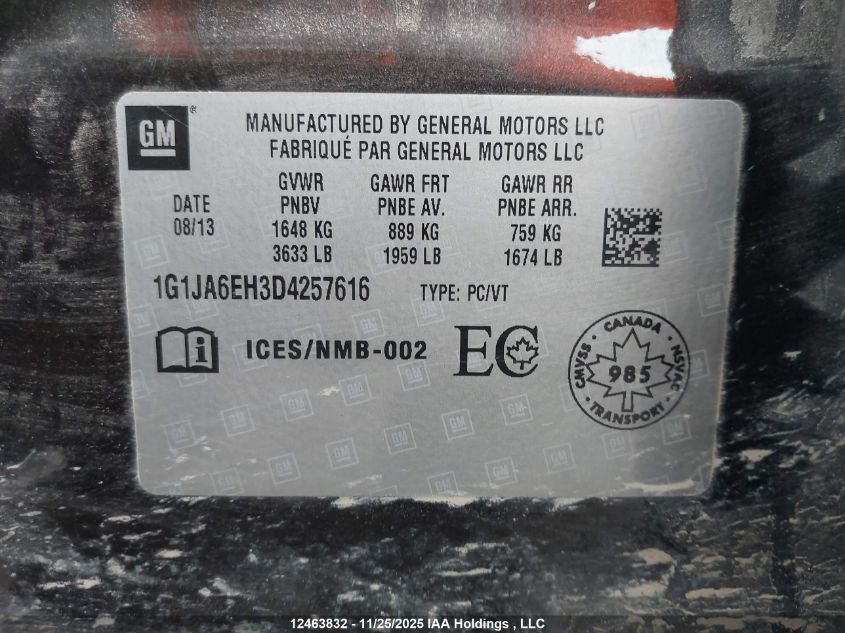 GM
MANUFACTURED BY GENERAL MOTORS LLC
FABRIQUÉ PAR GENERAL MOTORS LLC
DATE
08/13
GVWR
PNBV
1648 KG
3633 LB
GAWR FRT
PNBE AV.
889 KG
1959 LB
GAWR RR
PNBE ARR.
759 KG
1674 LB
1G1JA6EH3D4257616 TYPE: PC/VT
i ICES/NMB-002 EC
CANADA
CMVSS 985 NSVAC
TRANSPORT
12463832 - 11/25/2025 IAA Holdings , LLC